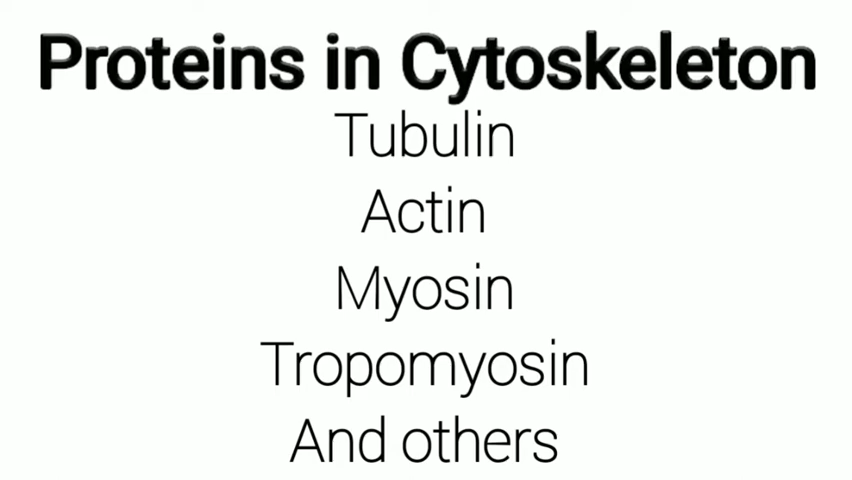 Proteins in Cytoskeleton
Tubulin
Actin
Myosin
Tropomyosin
And others